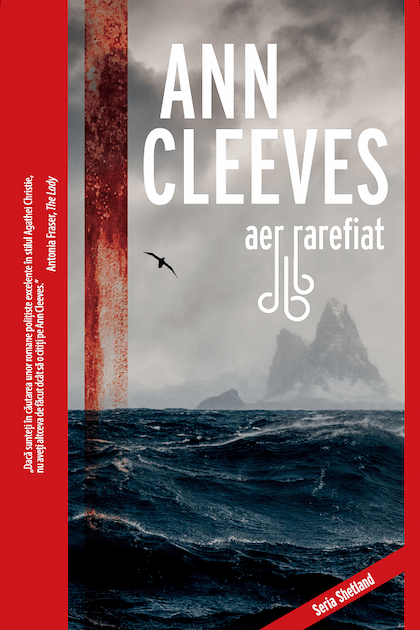 ANN
CLEEVES
aer rarefiat
„Dacă sunteți în căutarea unor romane polițiste excelente în stilul Agathei Christie,
nu aveți altceva de făcut decât să o citiți pe Ann Cleeves.”
Antonia Fraser, The Lady
Seria Shetland